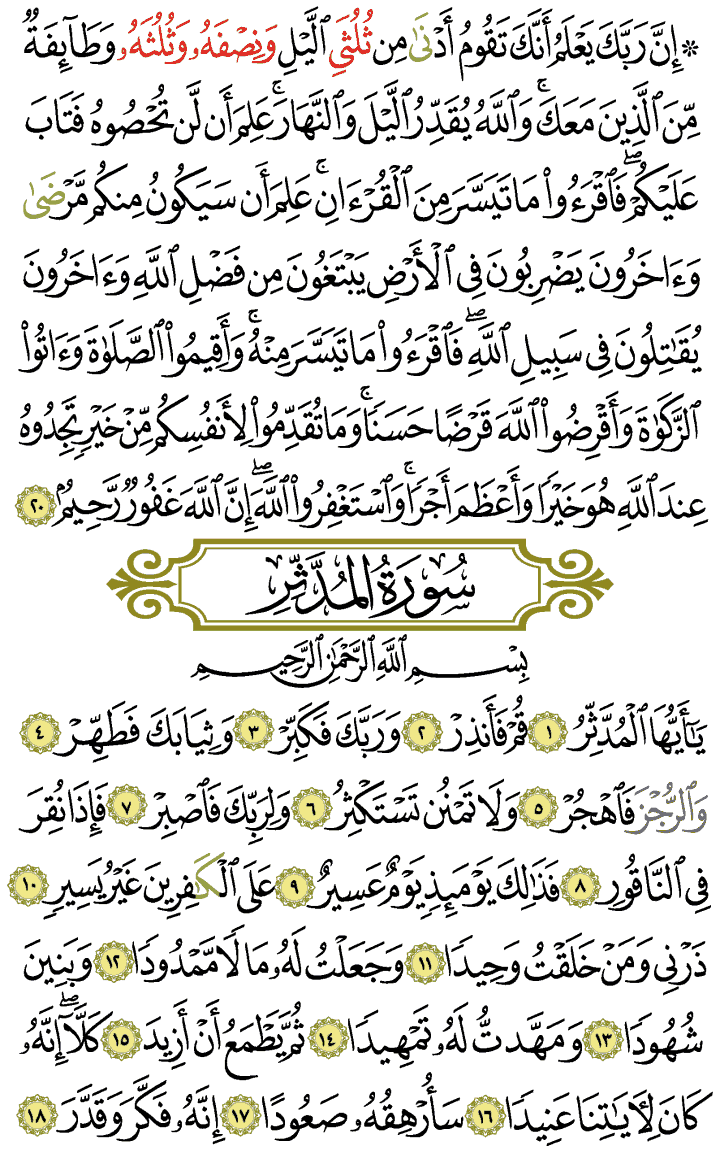 ۞ إِنَّ رَبَّكَ يَعْلَمُ أَنَّكَ تَقُومُ أَدْنَىٰ مِن ثُلُثَيِ ٱلَّيْلِ وَنِصْفَهُۥ وَثُلُثَهُۥ وَطَآئِفَةٌ
مِّنَ ٱلَّذِينَ مَعَكَۚ وَٱللَّهُ يُقَدِّرُ ٱلَّيْلَ وَٱلنَّهَارَۚ عَلِمَ أَن لَّن تُحْصُوهُ فَتَابَ
عَلَيْكُمْۖ فَٱقْرَءُوا۟ مَا تَيَسَّرَ مِنَ ٱلْقُرْءَانِۚ عَلِمَ أَن سَيَكُونُ مِنكُم مَّرْضَىٰ
وَءَاخَرُونَ يَضْرِبُونَ فِى ٱلْأَرْضِ يَبْتَغُونَ مِن فَضْلِ ٱللَّهِ وَءَاخَرُونَ
يُقَٰتِلُونَ فِى سَبِيلِ ٱللَّهِۖ فَٱقْرَءُوا۟ مَا تَيَسَّرَ مِنْهُۚ وَأَقِيمُوا۟ ٱلصَّلَوٰةَ وَءَاتُوا۟
ٱلزَّكَوٰةَ وَأَقْرِضُوا۟ ٱللَّهَ قَرْضًا حَسَنًاۚ وَمَا تُقَدِّمُوا۟ لِأَنفُسِكُم مِّنْ خَيْرٍ تَجِدُوهُ
عِندَ ٱللَّهِ هُوَ خَيْرًا وَأَعْظَمَ أَجْرًاۚ وَٱسْتَغْفِرُوا۟ ٱللَّهَۖ إِنَّ ٱللَّهَ غَفُورٌ رَّحِيمٌۢ ٢٠
سُورَةُ المُدَّثِّرِ
بِسْمِ ٱللَّهِ ٱلرَّحْمَٰنِ ٱلرَّحِيمِ
يَٰٓأَيُّهَا ٱلْمُدَّثِّرُ ١ قُمْ فَأَنذِرْ ٢ وَرَبَّكَ فَكَبِّرْ ٣ وَثِيَابَكَ فَطَهِّرْ ٤
وَٱلرُّجْزَ فَٱهْجُرْ ٥ وَلَا تَمْنُن تَسْتَكْثِرُ ٦ وَلِرَبِّكَ فَٱصْبِرْ ٧ فَإِذَا نُقِرَ
فِى ٱلنَّاقُورِ ٨ فَذَٰلِكَ يَوْمَئِذٍ يَوْمٌ عَسِيرٌ ٩ عَلَى ٱلْكَٰفِرِينَ غَيْرُ يَسِيرٍ ١٠
ذَرْنِى وَمَنْ خَلَقْتُ وَحِيدًا ١١ وَجَعَلْتُ لَهُۥ مَالًا مَّمْدُودًا ١٢ وَبَنِينَ
شُهُودًا ١٣ وَمَهَّدتُّ لَهُۥ تَمْهِيدًا ١٤ ثُمَّ يَطْمَعُ أَنْ أَزِيدَ ١٥ كَلَّآۖ إِنَّهُۥ
كَانَ لِـَٔايَٰتِنَا عَنِيدًا ١٦ سَأُرْهِقُهُۥ صَعُودًا ١٧ إِنَّهُۥ فَكَّرَ وَقَدَّرَ ١٨